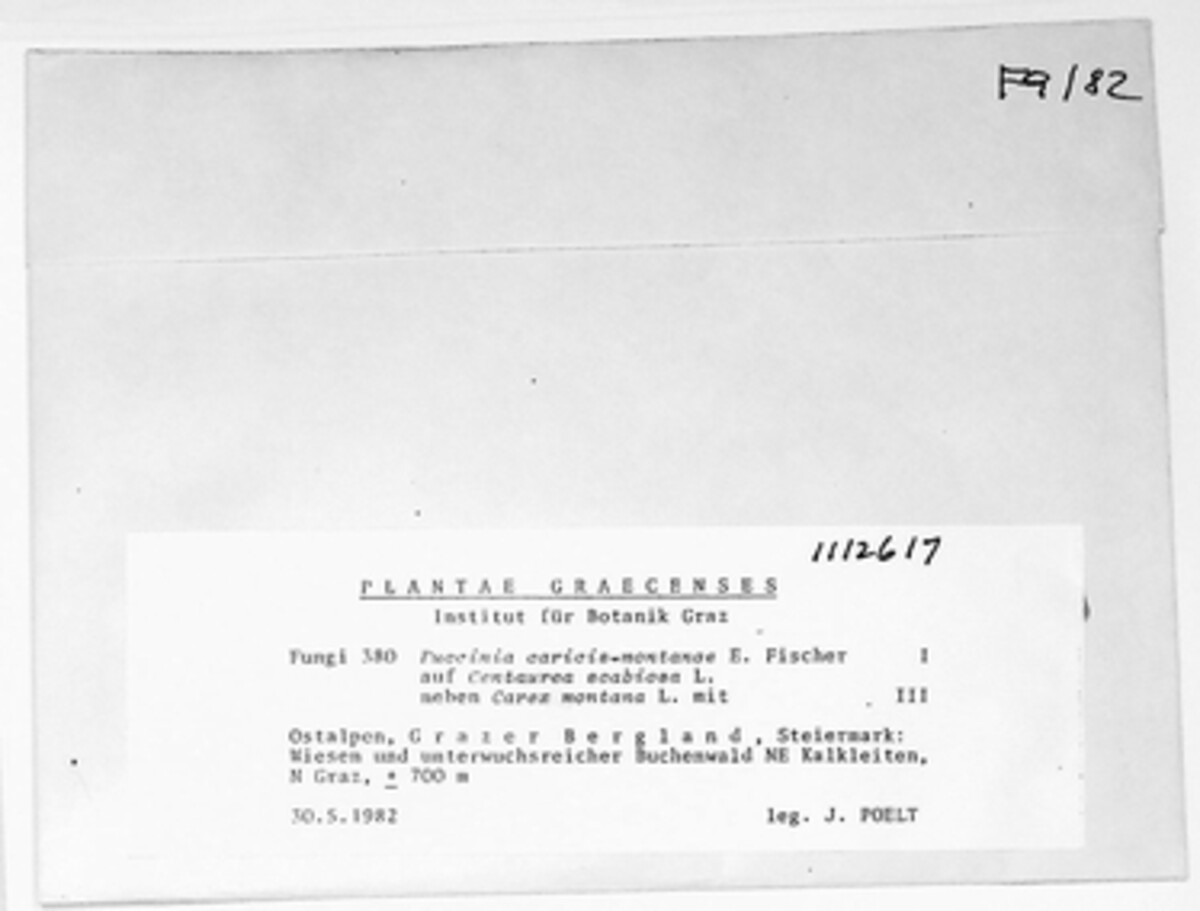 F9/82
1112617
PLANTAE GRAECENSES
Institut für Botanik Graz
Fungi 380 Puccinia caricis-montanae E. Fischer I
auf Centaurea scabiosa L.
neben Carex montana L. mit III
Ostalpen, Grazer Bergland, Steiermark:
Wiesen und unterwuchsreicher Buchenwald NE Kalkleiten,
N Graz, ± 700 m
30.5.1982 leg. J. POELT